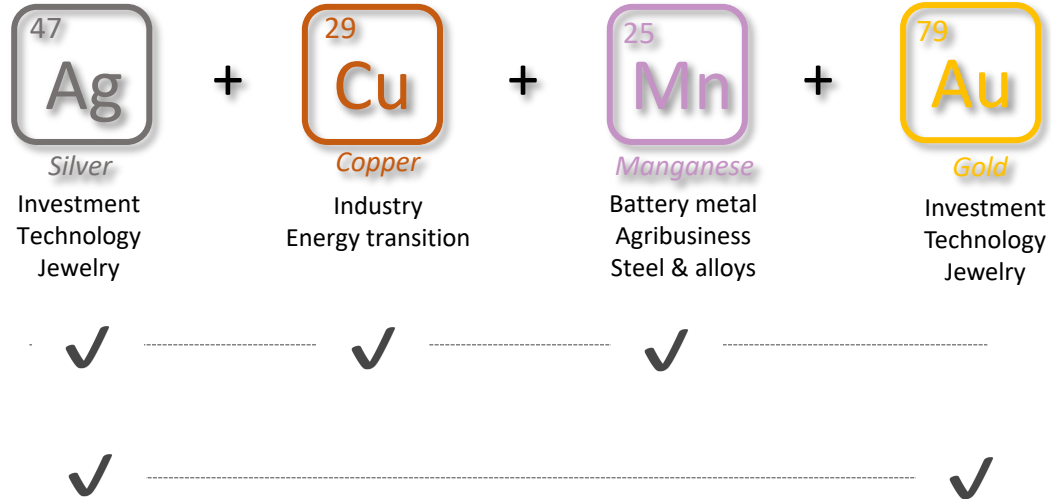 47
Ag
+
29
Cu
+
25
Mn
+
79
Au
Silver
Copper
Manganese
Gold
Investment
Technology
Jewelry
Industry
Energy transition
Battery metal
Agribusiness
Steel & alloys
Investment
Technology
Jewelry